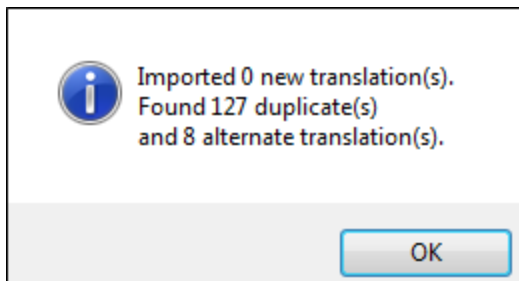 Imported 0 new translation(s).
Found 127 duplicate(s)
and 8 alternate translation(s).
OK